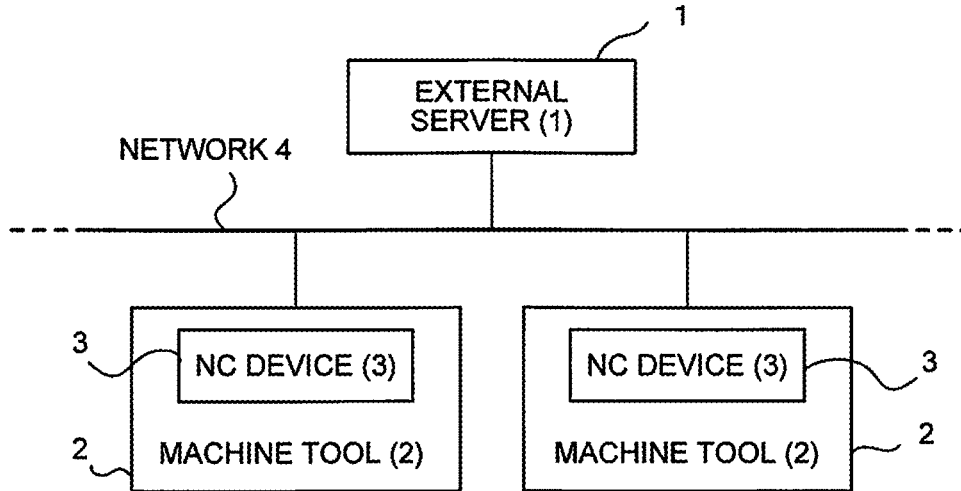 1
EXTERNAL
SERVER (1)
NETWORK 4
3
NC DEVICE (3)
NC DEVICE (3)
3
2
MACHINE TOOL (2)
MACHINE TOOL (2)
2